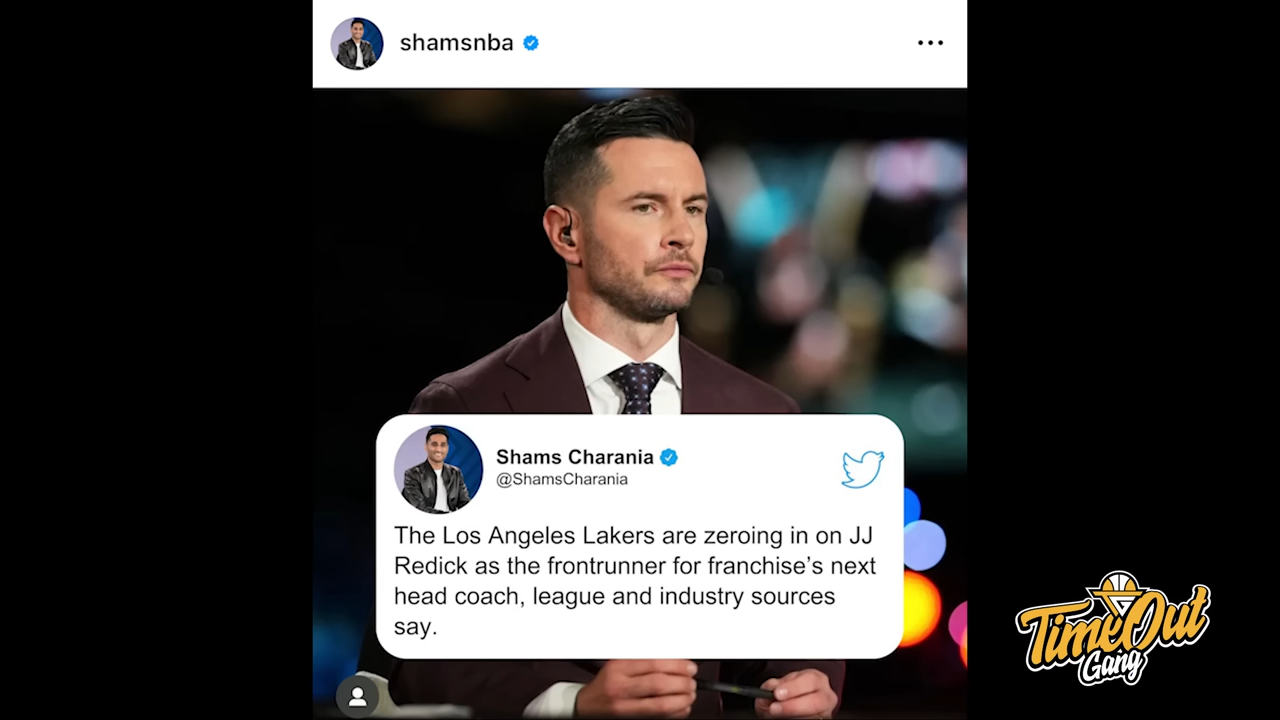 shamsnba
Shams Charania
@ShamsCharania
The Los Angeles Lakers are zeroing in on JJ
Redick as the frontrunner for franchise’s next
head coach, league and industry sources
say.
TimeOut
Gang